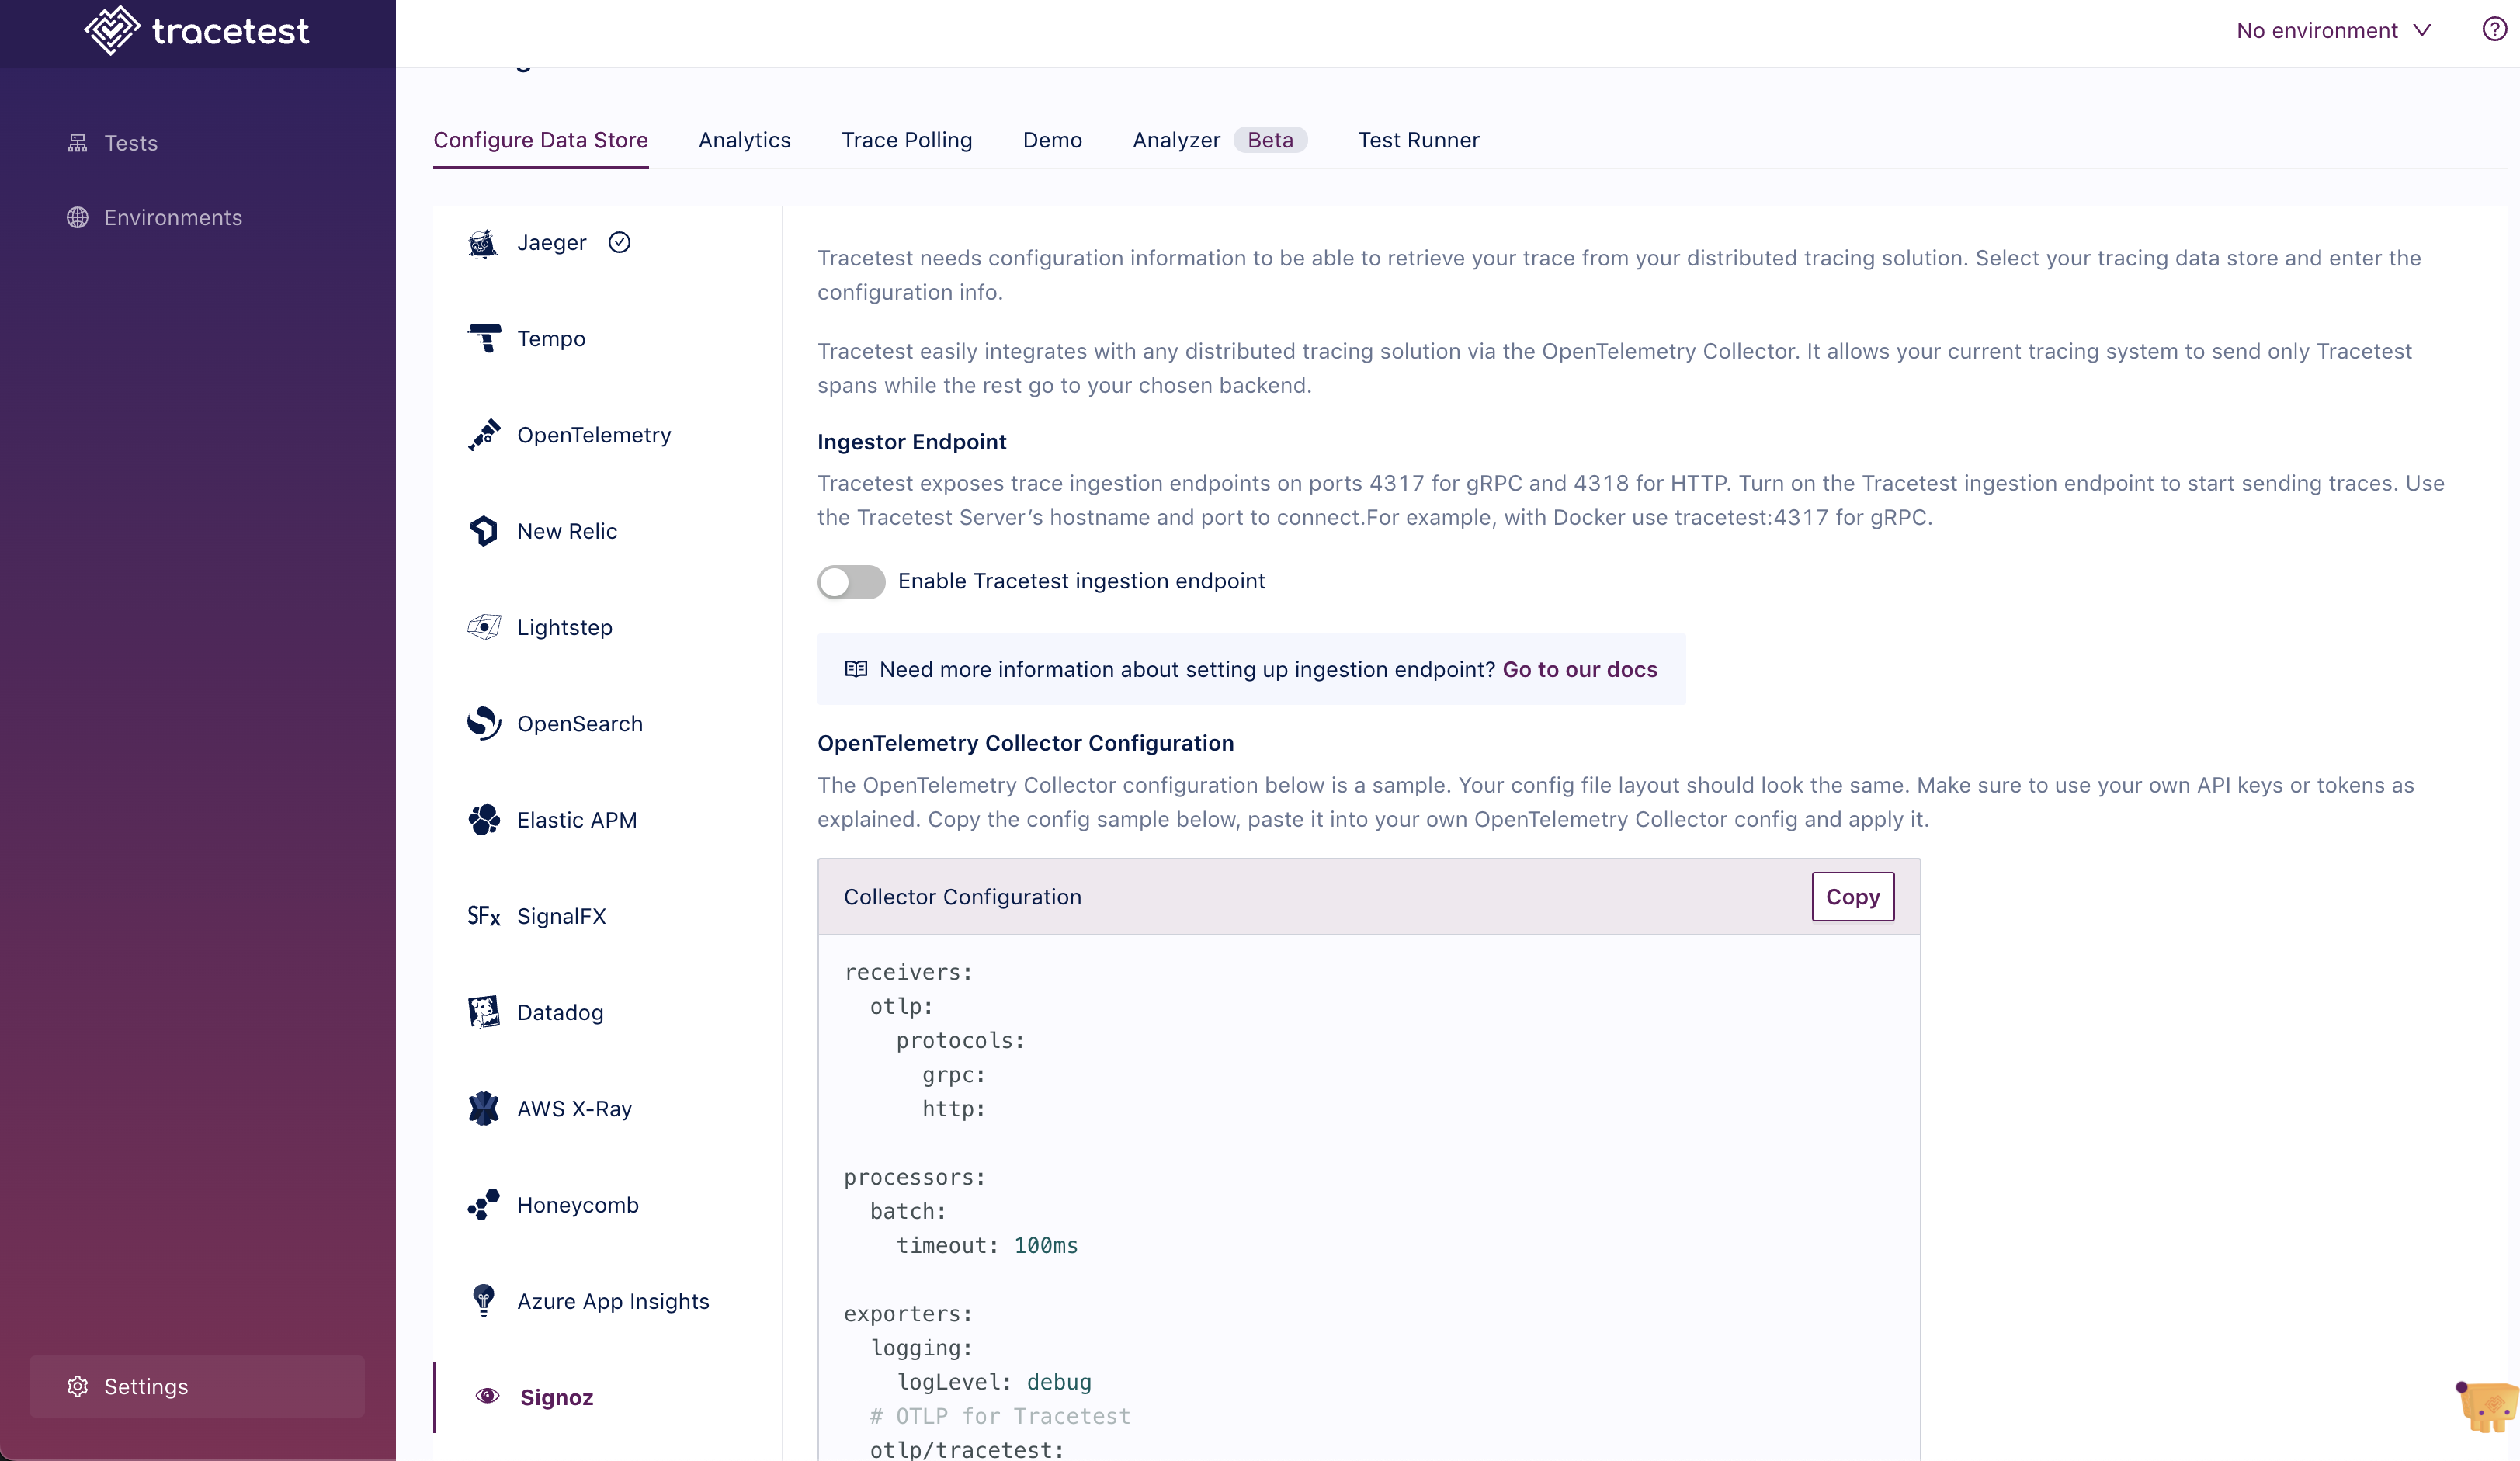 tracetest
No environment
Tests
Environments
Settings
Configure Data Store
Analytics
Trace Polling
Demo
Analyzer Beta
Test Runner
Jaeger
Tempo
OpenTelemetry
New Relic
Lightstep
OpenSearch
Elastic APM
SFx SignalFX
Datadog
AWS X-Ray
Honeycomb
Azure App Insights
Signoz
Tracetest needs configuration information to be able to retrieve your trace from your distributed tracing solution. Select your tracing data store and enter the
configuration info.
Tracetest easily integrates with any distributed tracing solution via the OpenTelemetry Collector. It allows your current tracing system to send only Tracetest
spans while the rest go to your chosen backend.
Ingestor Endpoint
Tracetest exposes trace ingestion endpoints on ports 4317 for gRPC and 4318 for HTTP. Turn on the Tracetest ingestion endpoint to start sending traces. Use
the Tracetest Server’s hostname and port to connect.For example, with Docker use tracetest:4317 for gRPC.
Enable Tracetest ingestion endpoint
Need more information about setting up ingestion endpoint? Go to our docs
OpenTelemetry Collector Configuration
The OpenTelemetry Collector configuration below is a sample. Your config file layout should look the same. Make sure to use your own API keys or tokens as
explained. Copy the config sample below, paste it into your own OpenTelemetry Collector config and apply it.
Collector Configuration
Copy
receivers:
  otlp:
    protocols:
      grpc:
      http:
processors:
  batch:
    timeout: 100ms
exporters:
  logging:
    logLevel: debug
  # OTLP for Tracetest
  otlp/tracetest: